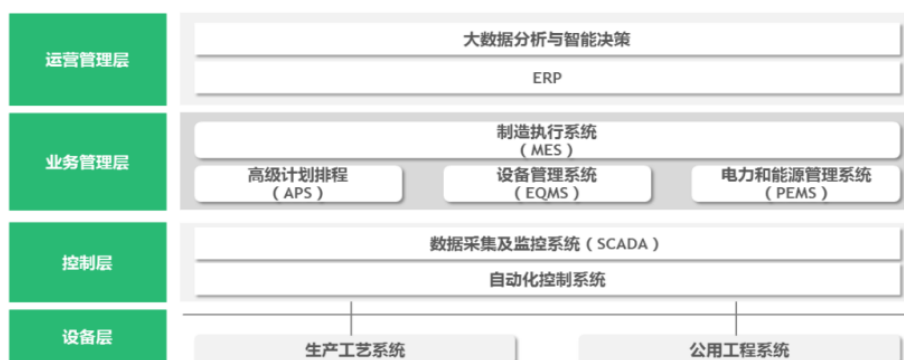 运营管理层
大数据分析与智能决策
ERP
业务管理层
制造执行系统
（MES）
高级计划排程
（APS）
设备管理系统
（EQMS）
电力和能源管理系统
（PEMS）
控制层
数据采集及监控系统（SCADA）
自动化控制系统
设备层
生产工艺系统
公用工程系统